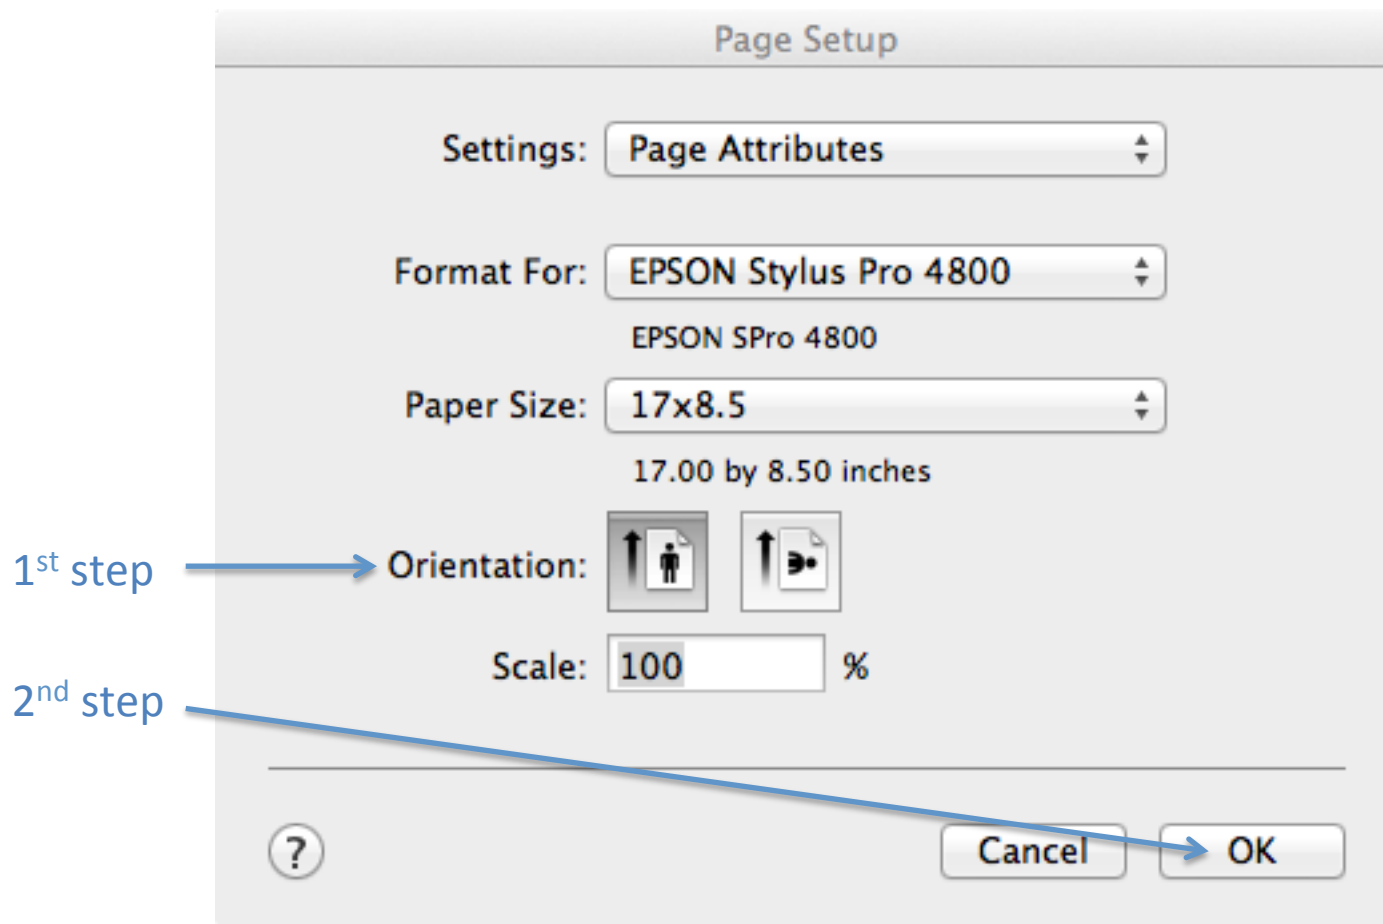 Page Setup
Settings: Page Attributes
Format For: EPSON Stylus Pro 4800
EPSON SPro 4800
Paper Size: 17x8.5
17.00 by 8.50 inches
1st step Orientation:
Scale: 100 %
2nd step
? Cancel OK